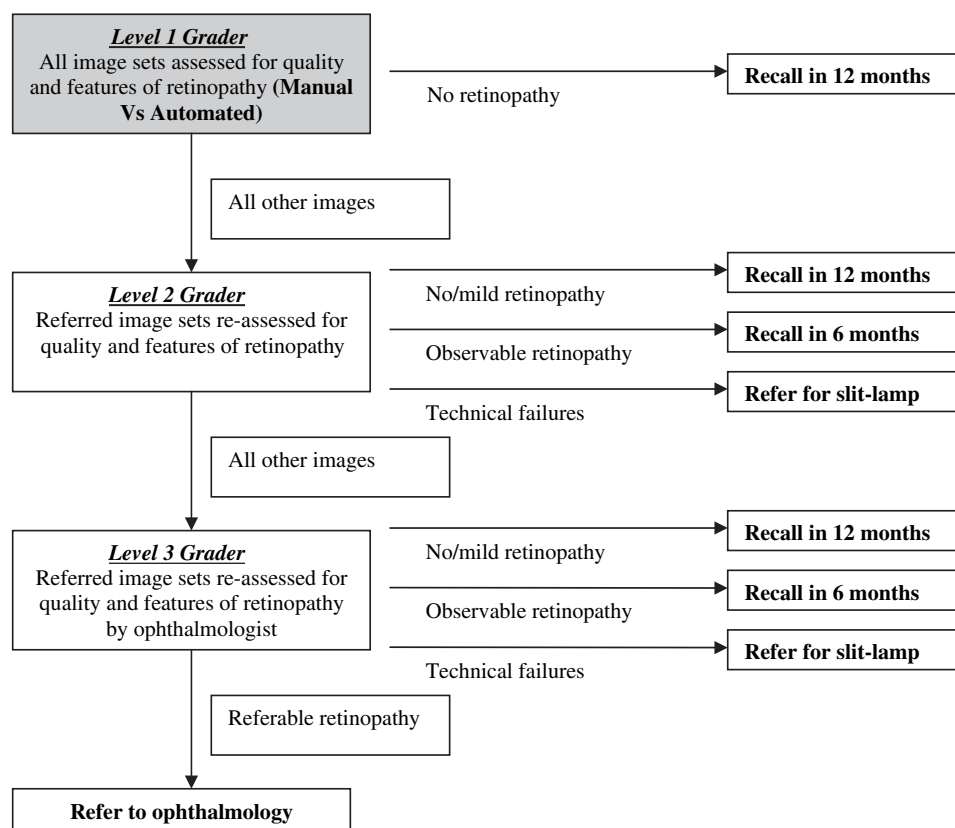 Level 1 Grader
All image sets assessed for quality
and features of retinopathy (Manual
Vs Automated)
No retinopathy
Recall in 12 months
All other images
Level 2 Grader
Referred image sets re-assessed for
quality and features of retinopathy
No/mild retinopathy
Recall in 12 months
Observable retinopathy
Recall in 6 months
Technical failures
Refer for slit-lamp
All other images
Level 3 Grader
Referred image sets re-assessed for
quality and features of retinopathy
by ophthalmologist
No/mild retinopathy
Recall in 12 months
Observable retinopathy
Recall in 6 months
Technical failures
Refer for slit-lamp
Referable retinopathy
Refer to ophthalmology